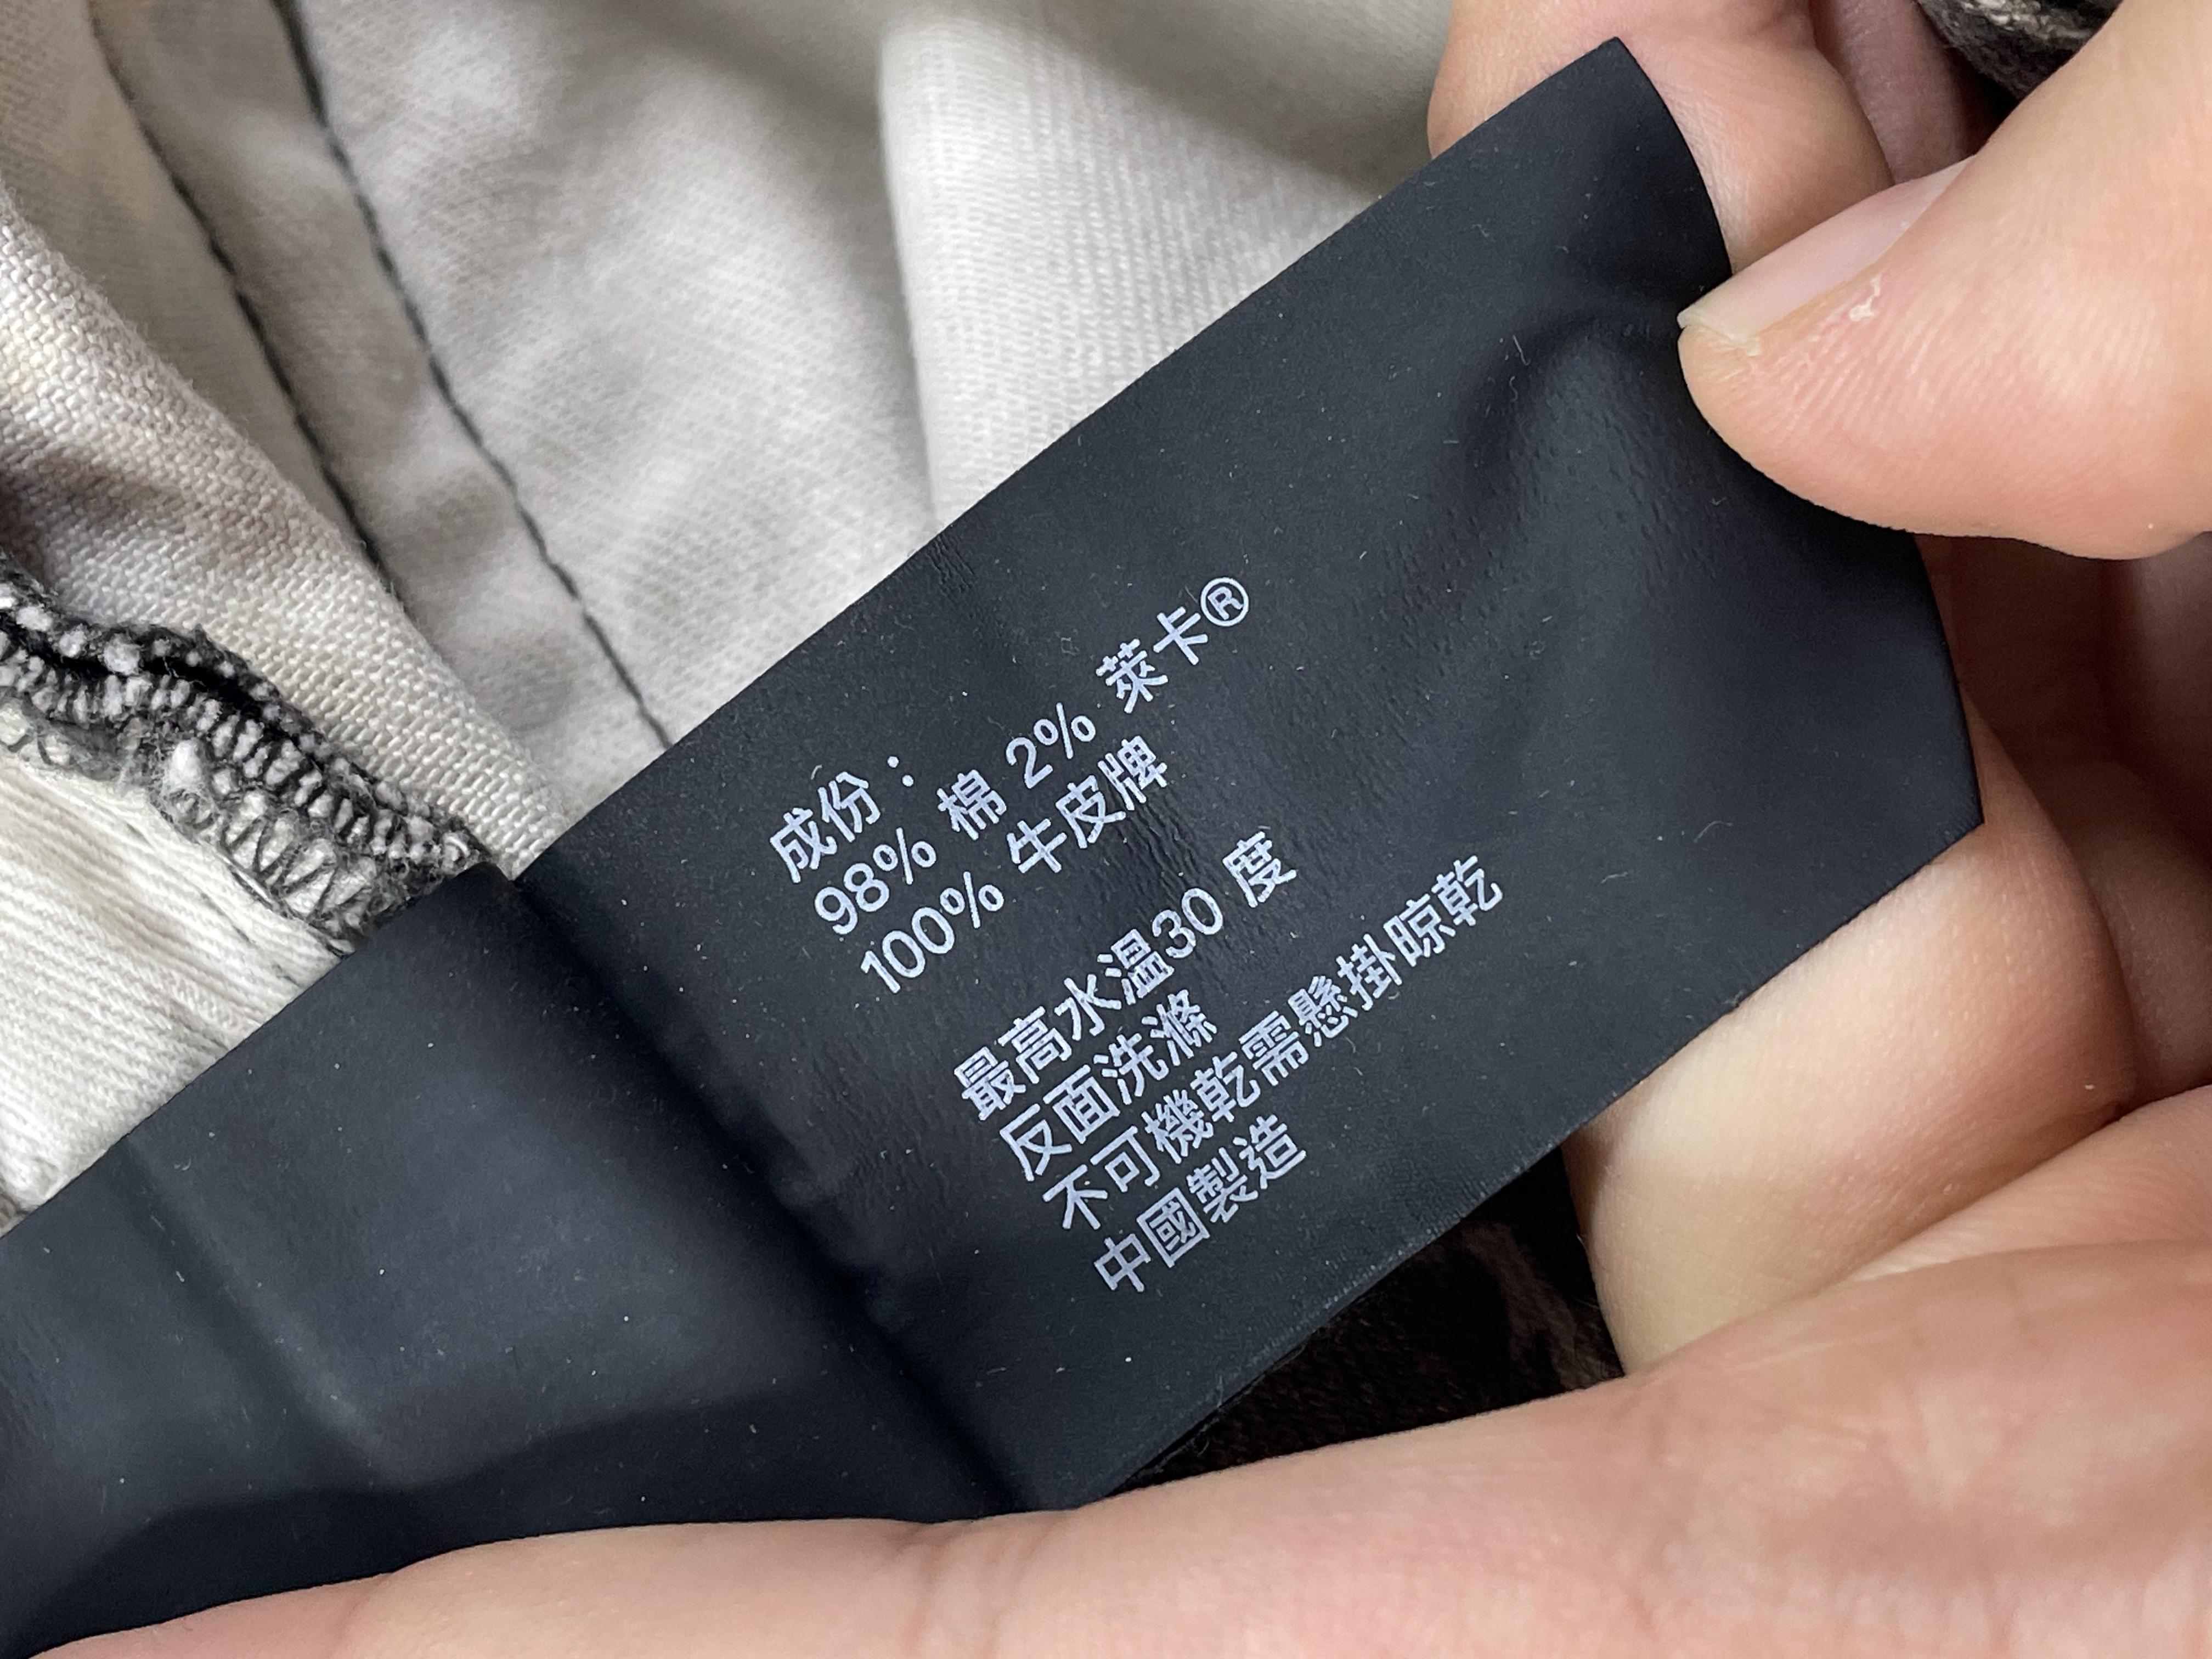 成份：
98% 棉 2% 萊卡®
100% 牛皮牌
最高水溫30 度
反面洗滌
不可機乾需懸掛晾乾
中國製造